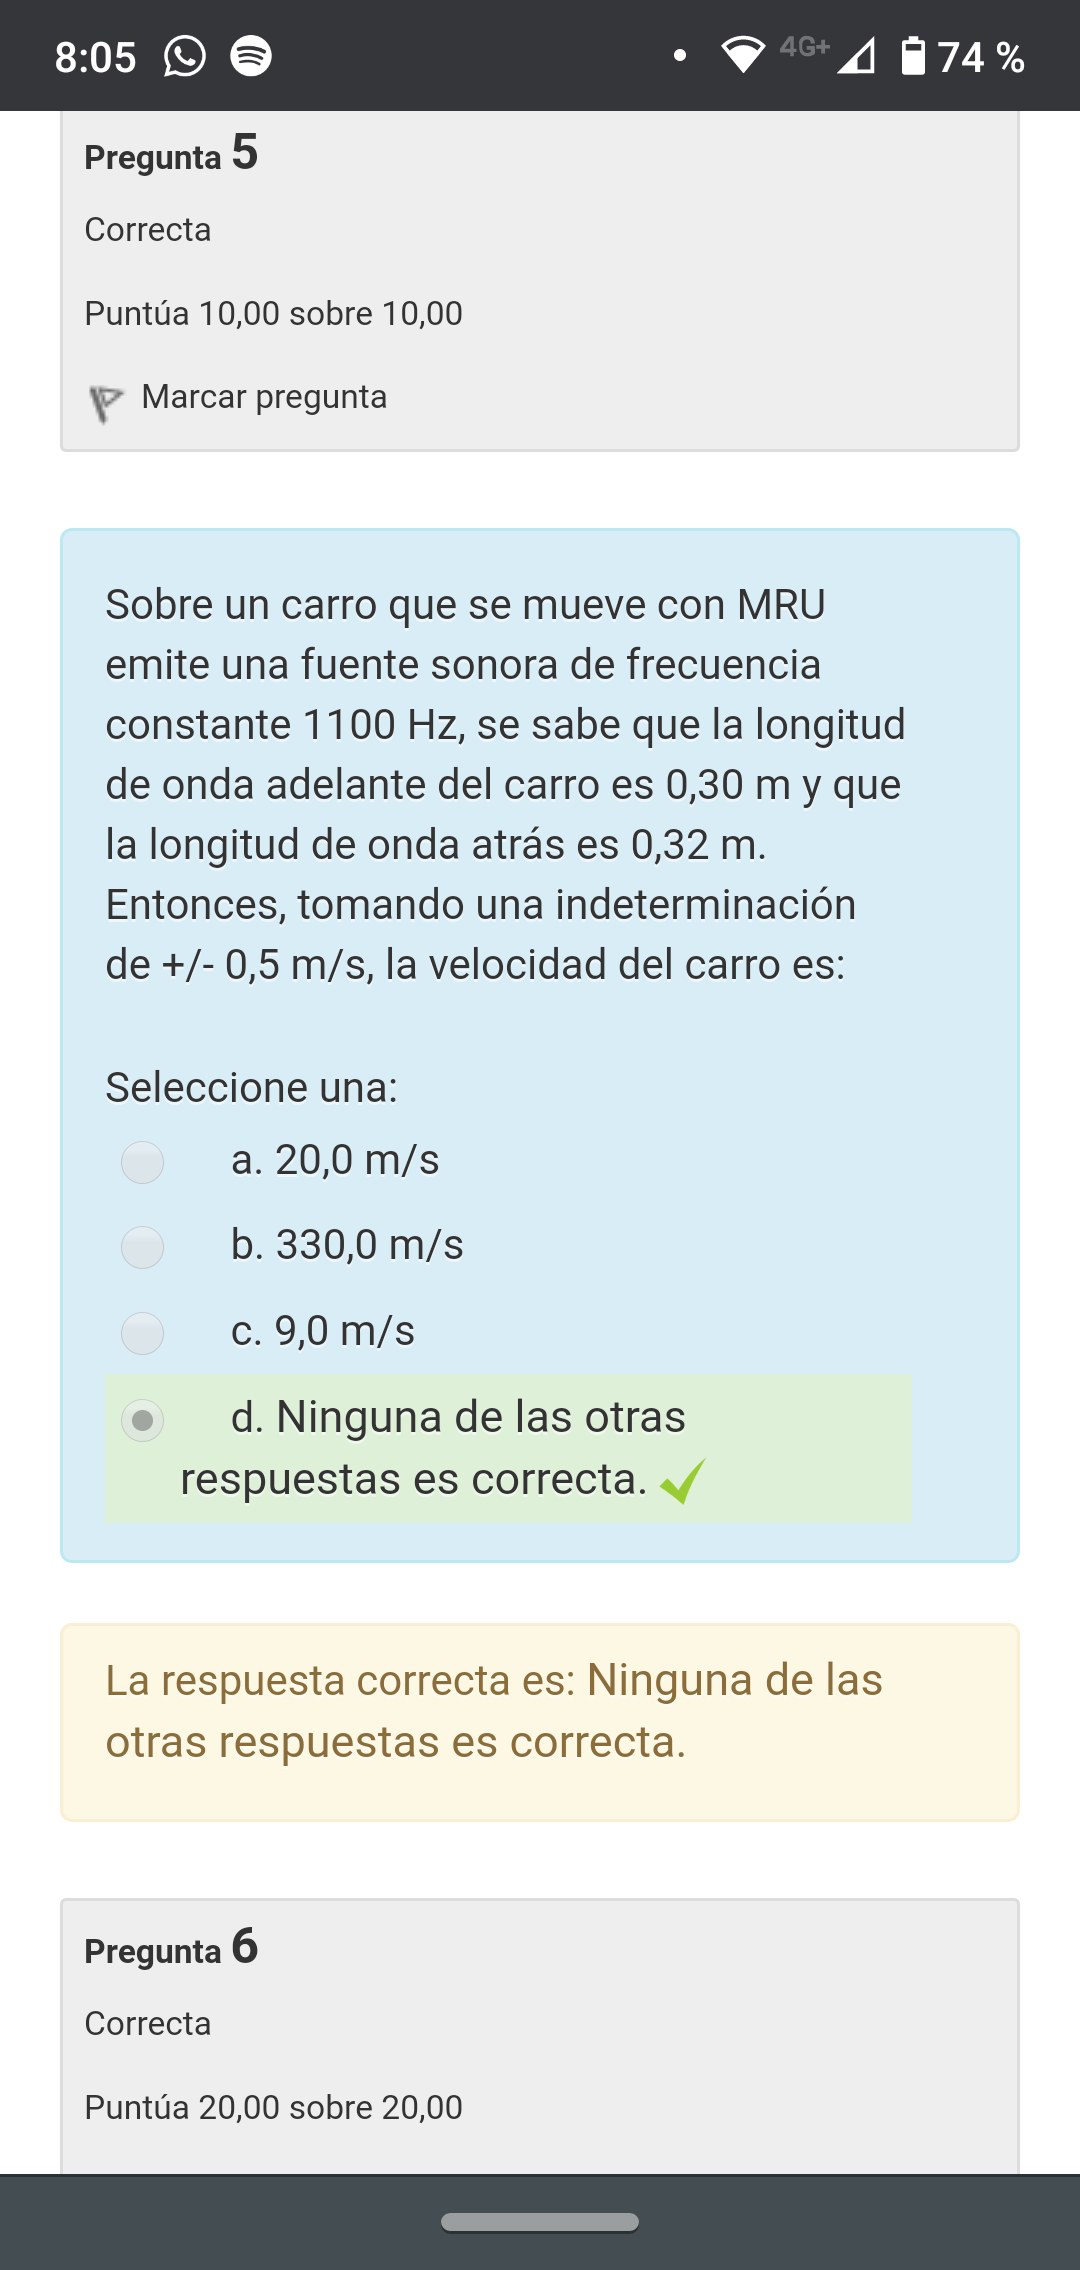 8:05 4G+ 74 %
Pregunta 5
Correcta
Puntúa 10,00 sobre 10,00
Marcar pregunta
Sobre un carro que se mueve con MRU
emite una fuente sonora de frecuencia
constante 1100 Hz, se sabe que la longitud
de onda adelante del carro es 0,30 m y que
la longitud de onda atrás es 0,32 m.
Entonces, tomando una indeterminación
de +/- 0,5 m/s, la velocidad del carro es:
Seleccione una:
a. 20,0 m/s
b. 330,0 m/s
c. 9,0 m/s
d. Ninguna de las otras
respuestas es correcta.
La respuesta correcta es: Ninguna de las
otras respuestas es correcta.
Pregunta 6
Correcta
Puntúa 20,00 sobre 20,00